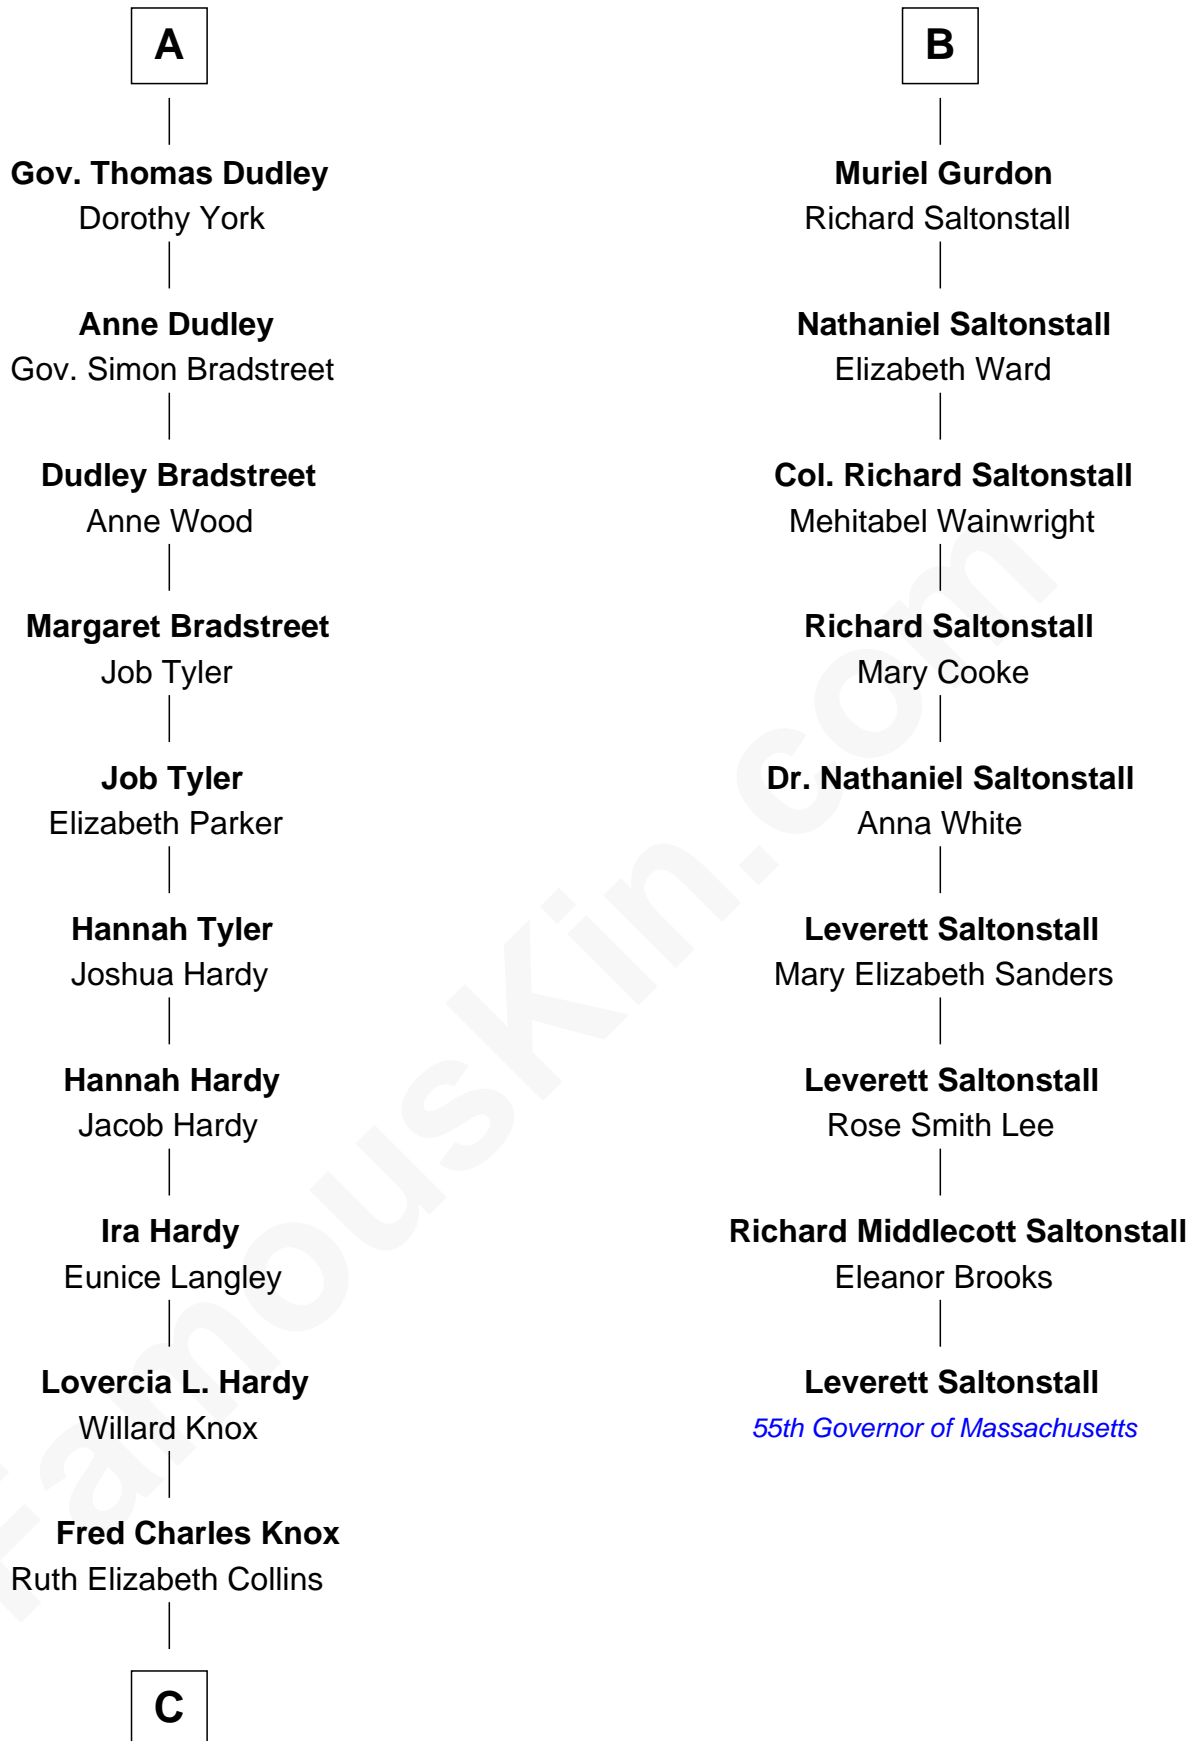 A
Gov. Thomas Dudley
Dorothy York
Anne Dudley
Gov. Simon Bradstreet
Dudley Bradstreet
Anne Wood
Margaret Bradstreet
Job Tyler
Job Tyler
Elizabeth Parker
Hannah Tyler
Joshua Hardy
Hannah Hardy
Jacob Hardy
Ira Hardy
Eunice Langley
Lovercia L. Hardy
Willard Knox
Fred Charles Knox
Ruth Elizabeth Collins
C
B
Muriel Gurdon
Richard Saltonstall
Nathaniel Saltonstall
Elizabeth Ward
Col. Richard Saltonstall
Mehitabel Wainwright
Richard Saltonstall
Mary Cooke
Dr. Nathaniel Saltonstall
Anna White
Leverett Saltonstall
Mary Elizabeth Sanders
Leverett Saltonstall
Rose Smith Lee
Richard Middlecott Saltonstall
Eleanor Brooks
Leverett Saltonstall
55th Governor of Massachusetts
FamousKin.com